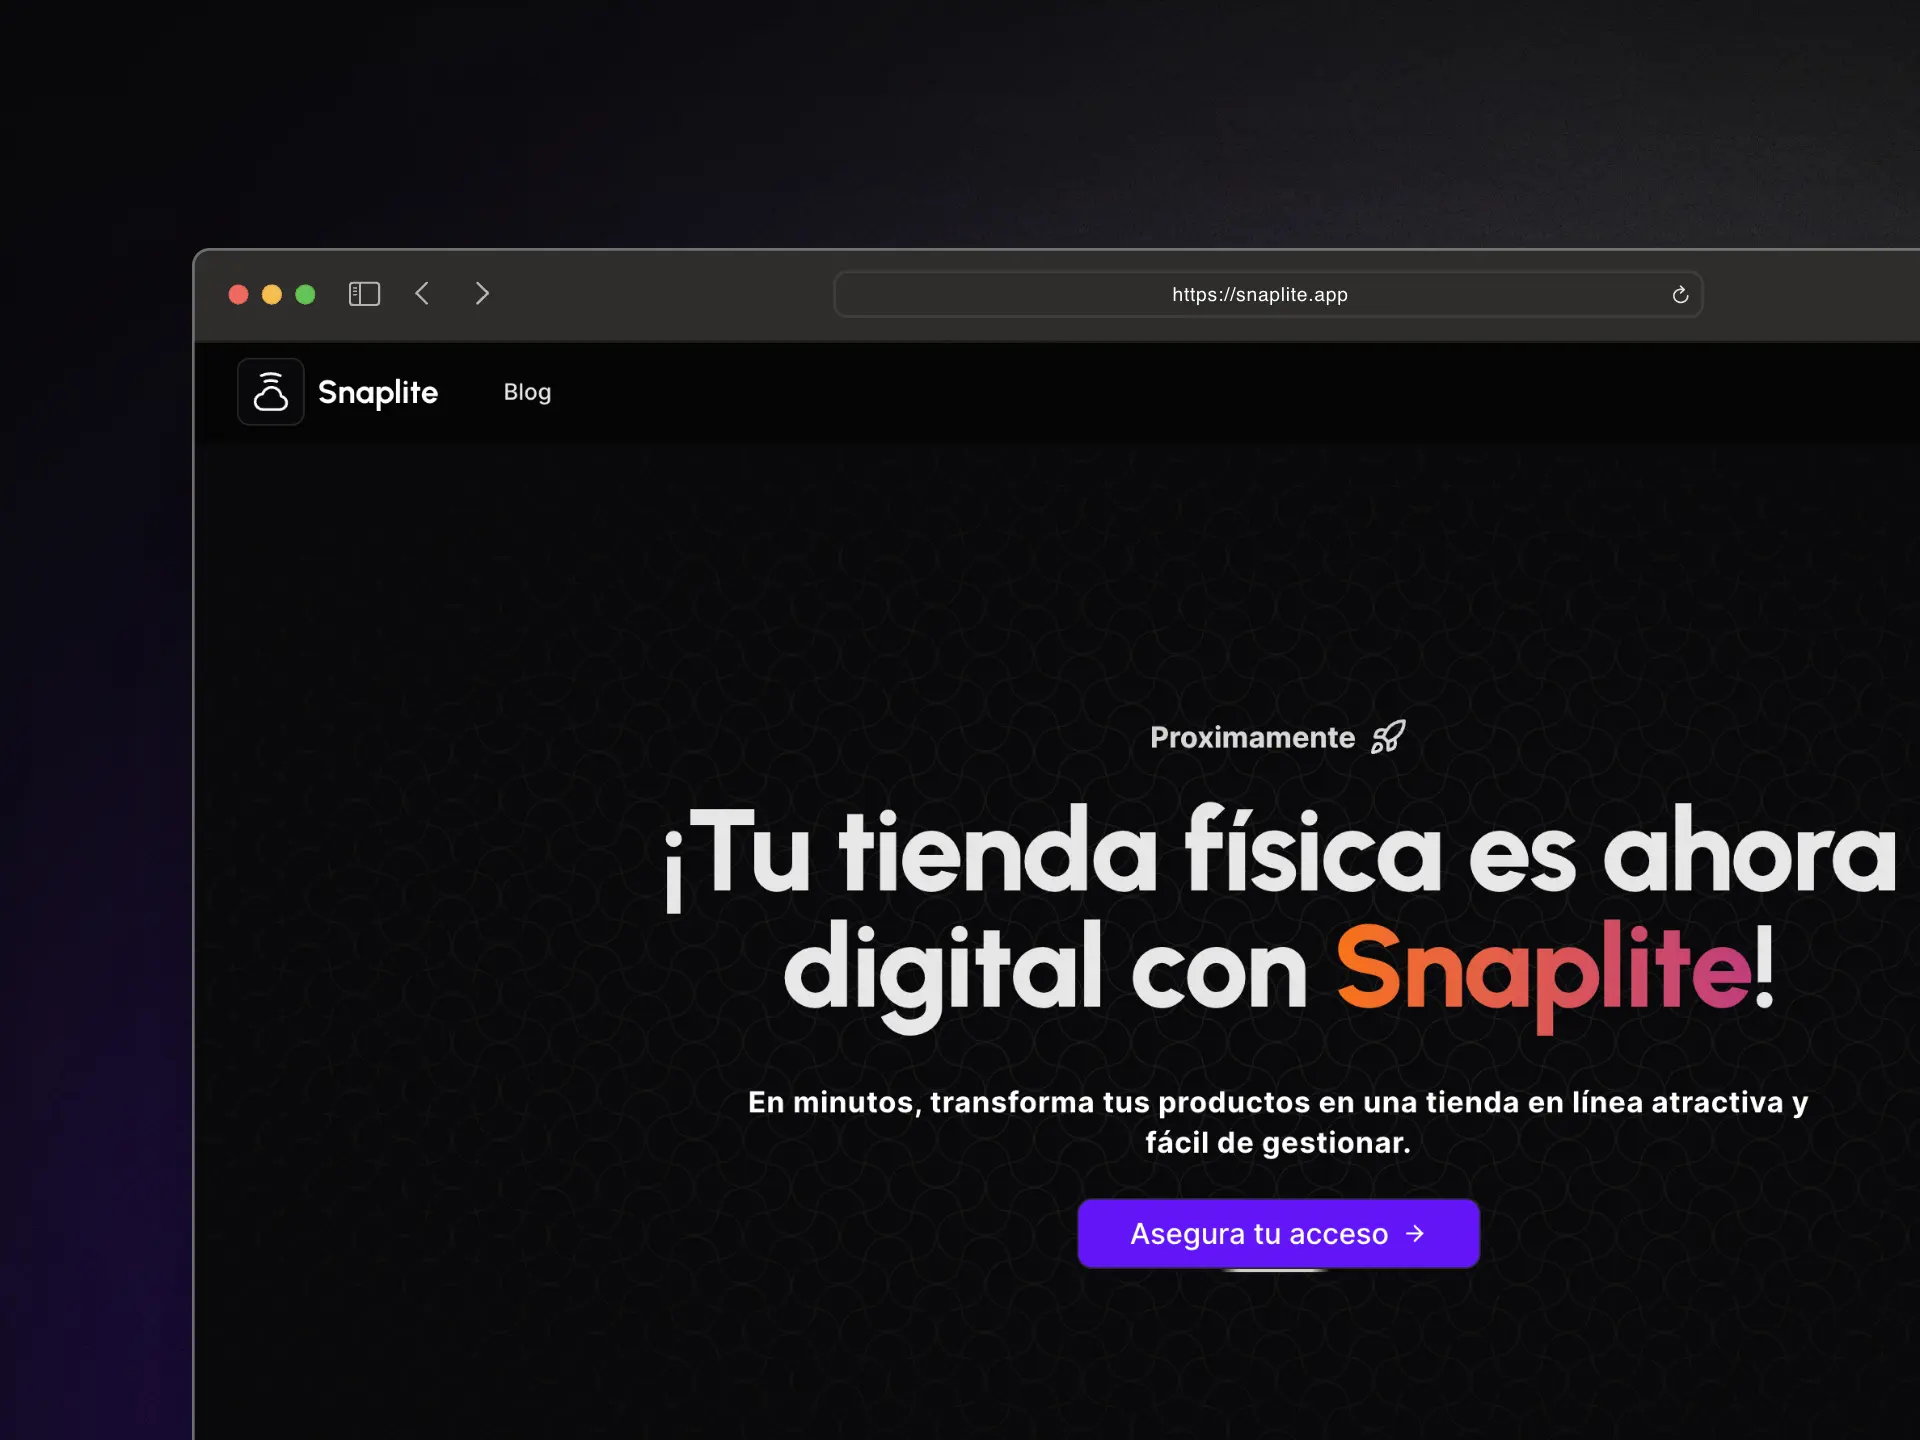 https://snaplite.app
Snaplite
Blog
Proximamente
¡Tu tienda física es ahora
digital con Snaplite!
En minutos, transforma tus productos en una tienda en línea atractiva y
fácil de gestionar.
Asegura tu acceso →